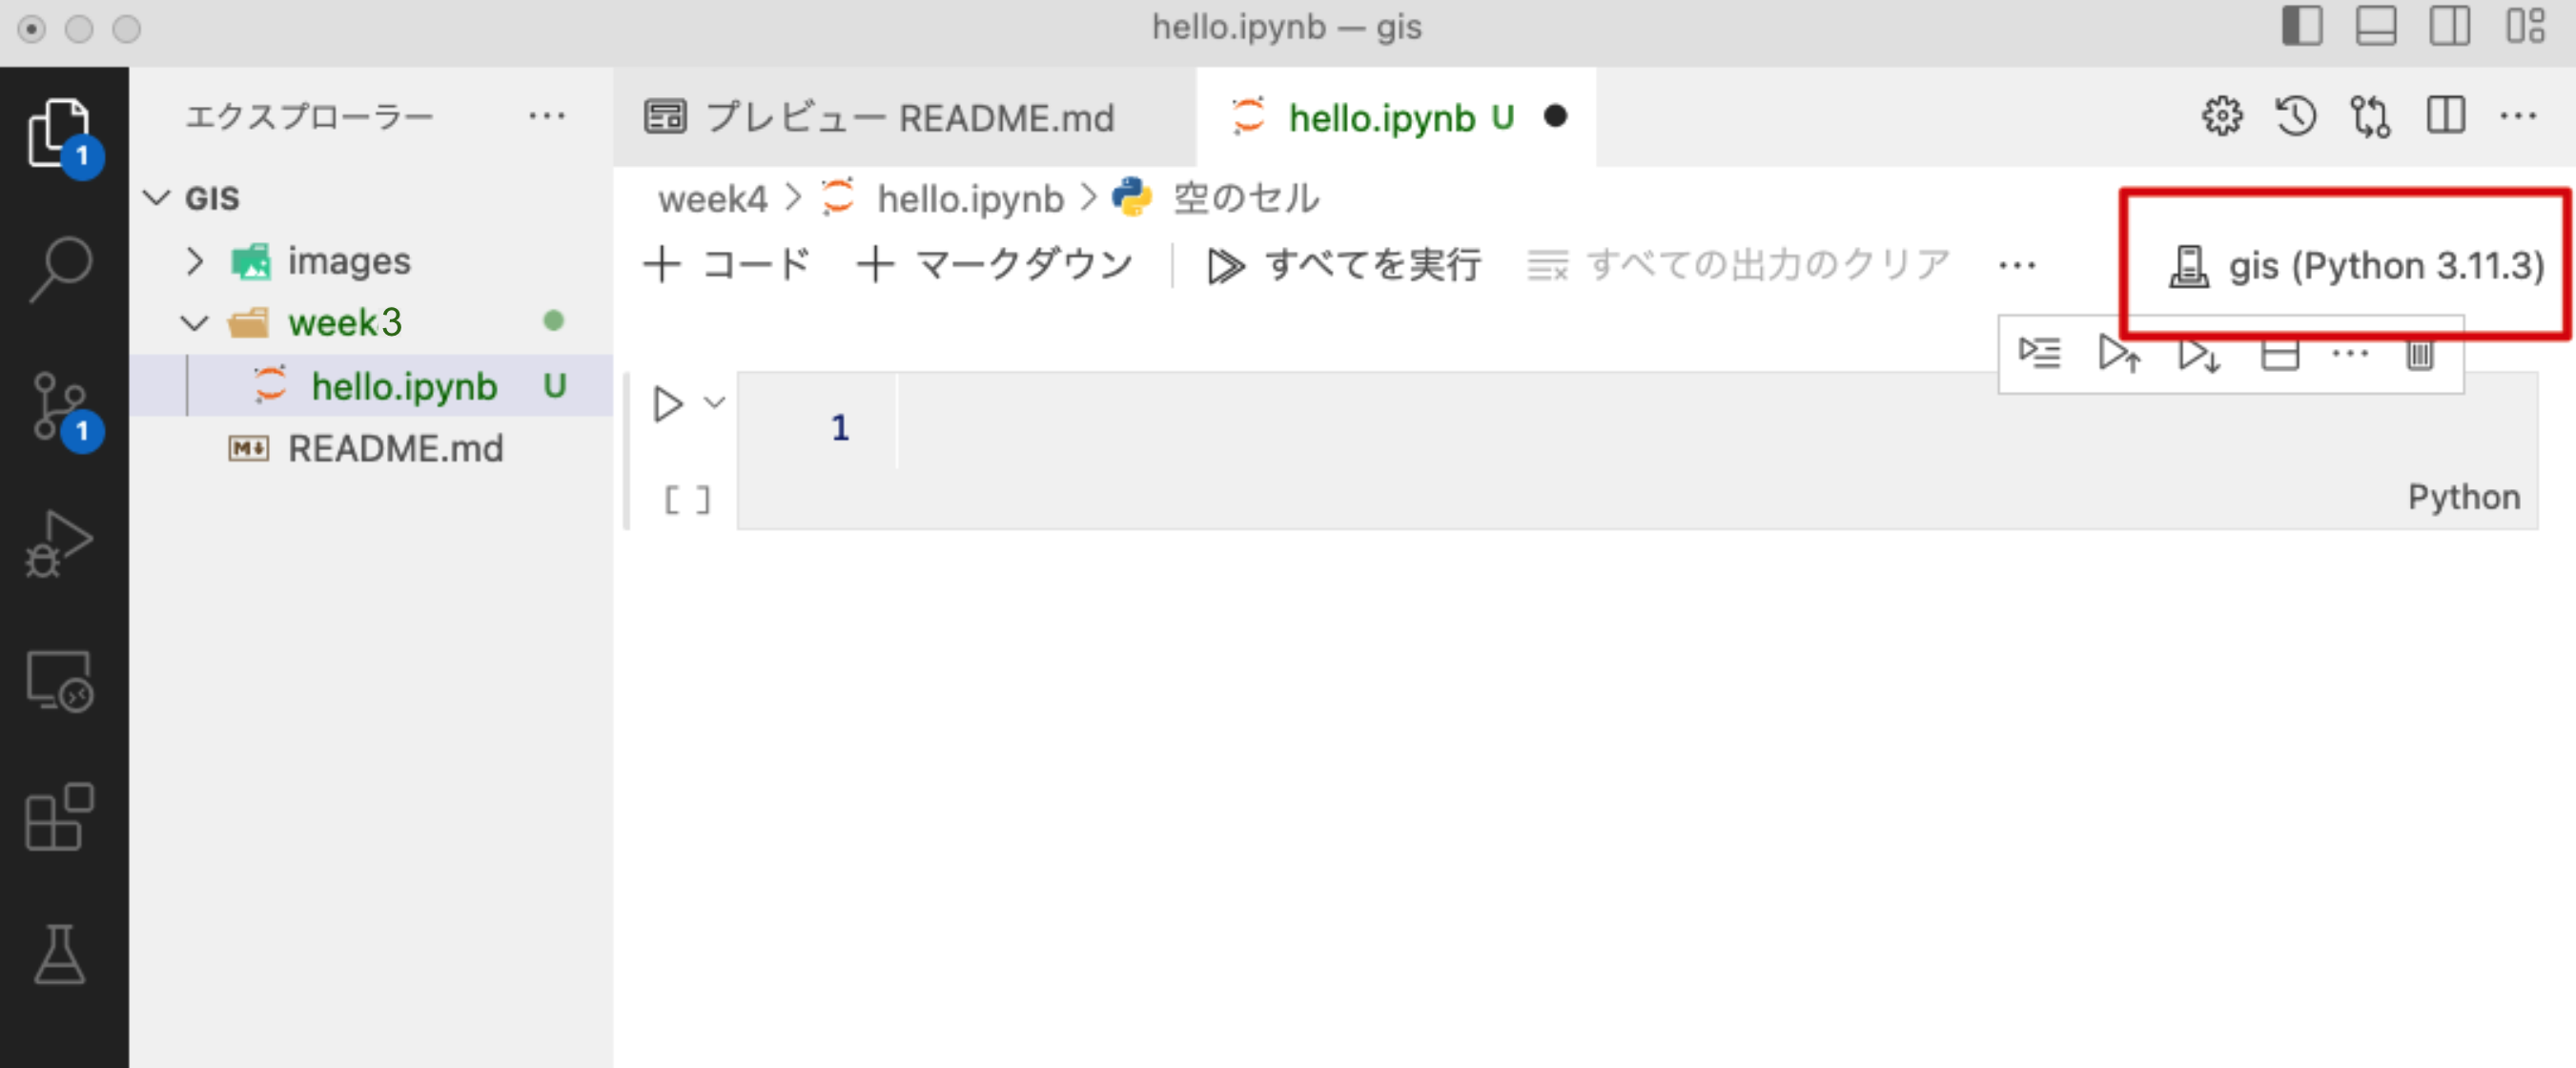 hello.ipynb — gis
エクスプローラー ···
プレビュー README.md
hello.ipynb U
1
GIS
images
week3
hello.ipynb U
README.md
1
week4 > hello.ipynb > 空のセル
+ コード + マークダウン すべてを実行 すべての出力のクリア ···
gis (Python 3.11.3)
1
[ ]
Python